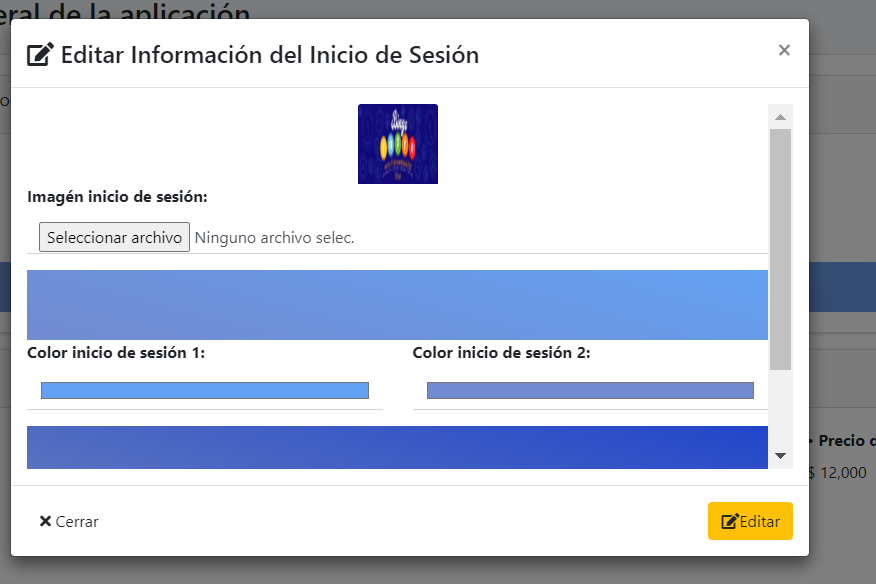 eral de la aplicación
Editar Información del Inicio de Sesión
×
Bingo
Imagén inicio de sesión:
Seleccionar archivo Ninguno archivo selec.
Color inicio de sesión 1: Color inicio de sesión 2:
• Precio d
$ 12,000
Cerrar
Editar